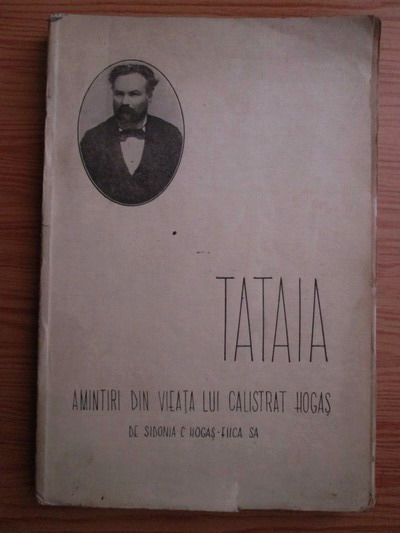 TATAIA
AMINTIRI DIN VIEAȚA LUI CALISTRAT HOGAȘ
DE SIDONIA C HOGAȘ-FIICA SA